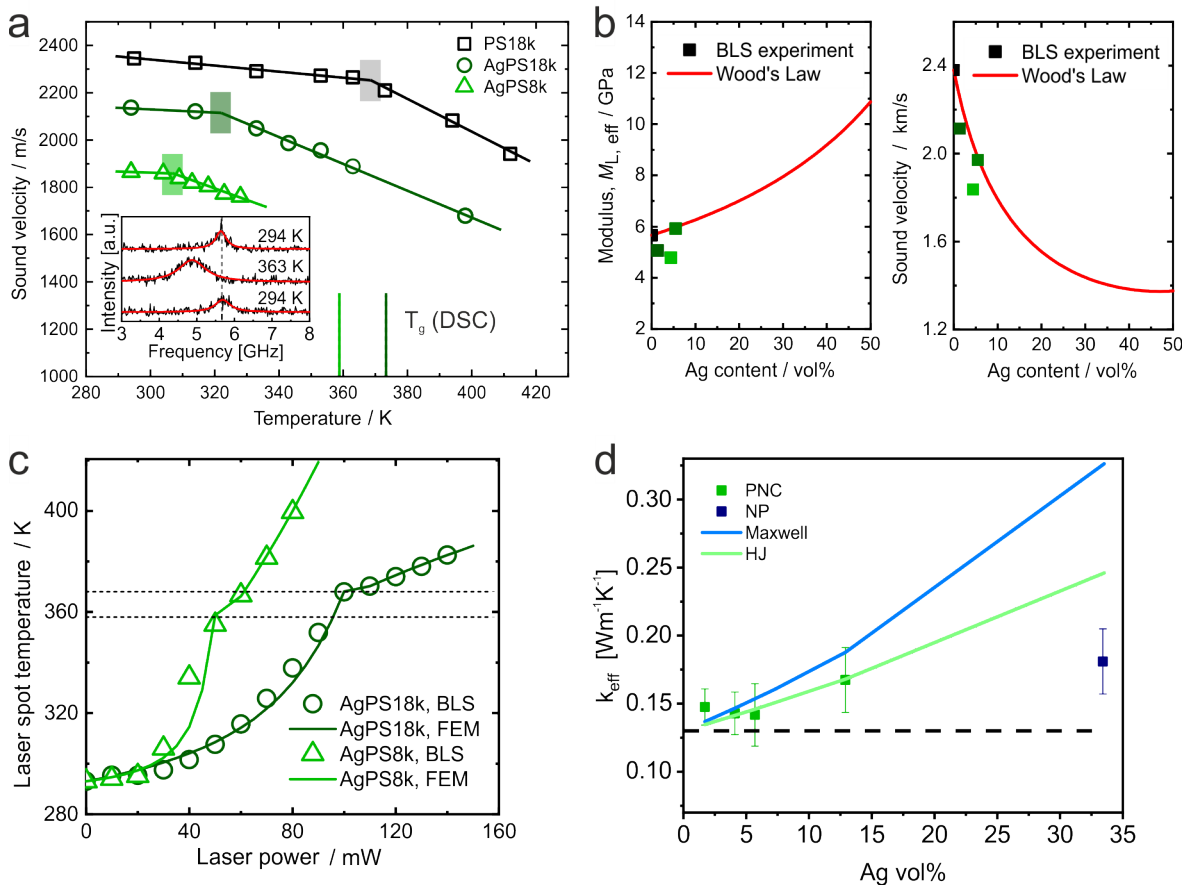 a
Sound velocity / m/s
2400
2200
2000
1800
1600
1400
1200
1000
PS18k
AgPS18k
AgPS8k
Intensity [a.u.]
294 K
363 K
294 K
3 4 5 6 7 8
Frequency [GHz]
Tg (DSC)
280 300 320 340 360 380 400 420
Temperature / K
b
Modulus, ML, eff / GPa
14
12
10
8
6
4
2
BLS experiment
Wood's Law
0 10 20 30 40 50
Ag content / vol%
Sound velocity / km/s
2.4
2.0
1.6
1.2
BLS experiment
Wood's Law
0 10 20 30 40 50
Ag content / vol%
c
Laser spot temperature / K
400
360
320
280
AgPS18k, BLS
AgPS18k, FEM
AgPS8k, BLS
AgPS8k, FEM
0 40 80 120 160
Laser power / mW
d
keff [Wm-1K-1]
0.30
0.25
0.20
0.15
0.10
PNC
NP
Maxwell
HJ
0 5 10 15 20 25 30 35
Ag vol%